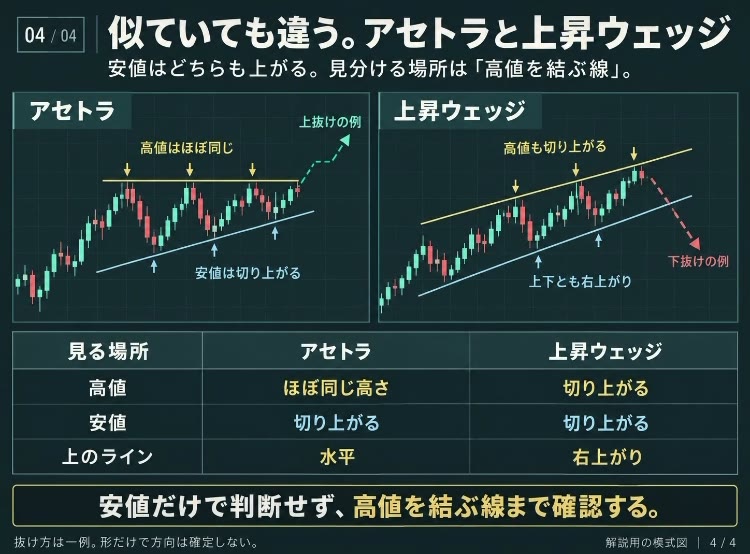 04 / 04
似ていても違う。アセトラと上昇ウェッジ
安値はどちらも上がる。見分ける場所は「高値を結ぶ線」。
アセトラ
上抜けの例
高値はほぼ同じ
安値は切り上がる
上昇ウェッジ
高値も切り上がる
下抜けの例
上下とも右上がり
見る場所 アセトラ 上昇ウェッジ
高値 ほぼ同じ高さ 切り上がる
安値 切り上がる 切り上がる
上のライン 水平 右上がり
安値だけで判断せず、高値を結ぶ線まで確認する。
抜け方は一例。形だけで方向は確定しない。
解説用の模式図 | 4 / 4